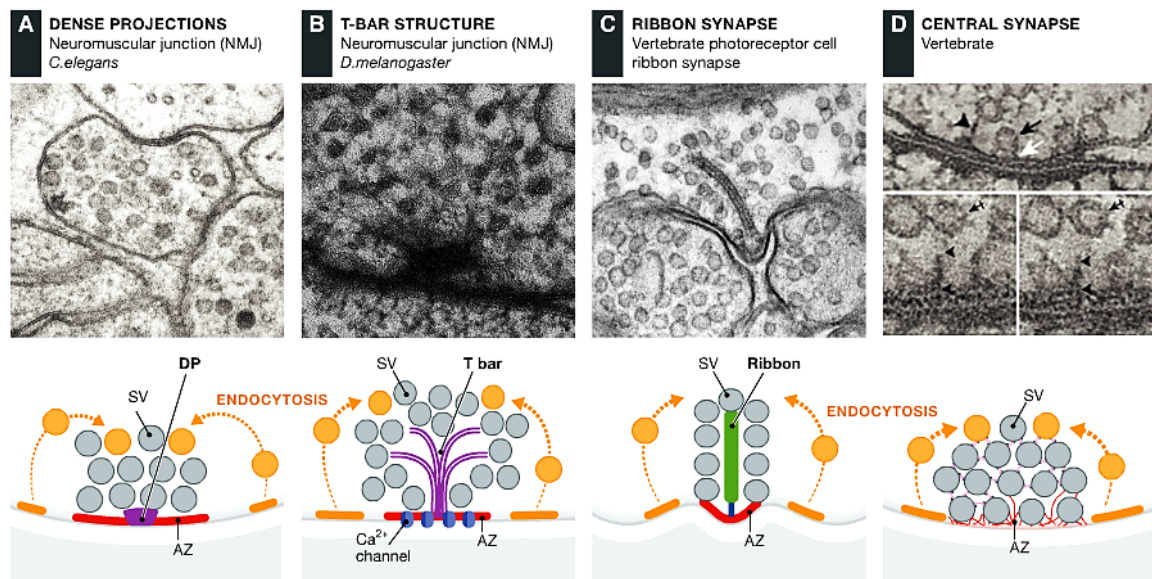 A DENSE PROJECTIONS
Neuromuscular junction (NMJ)
C.elegans
B T-BAR STRUCTURE
Neuromuscular junction (NMJ)
D.melanogaster
C RIBBON SYNAPSE
Vertebrate photoreceptor cell
ribbon synapse
D CENTRAL SYNAPSE
Vertebrate
DP
SV
ENDOCYTOSIS
AZ
SV
T bar
Ca²⁺
channel
AZ
SV
Ribbon
ENDOCYTOSIS
AZ
SV
AZ